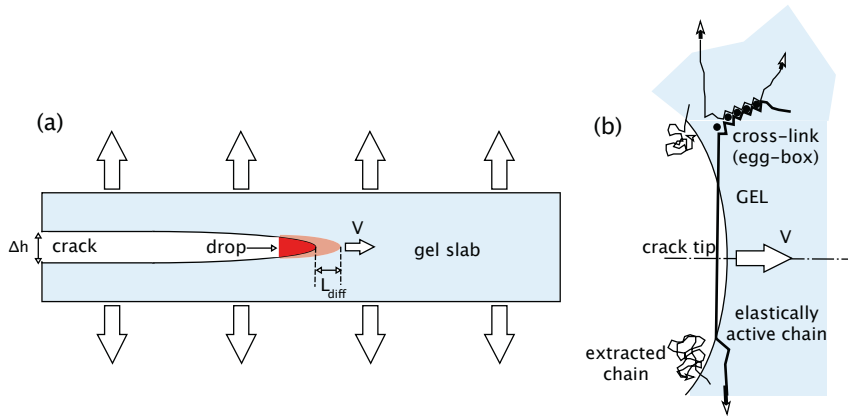 (a)
Δh
crack
drop
V
gel slab
L diff
(b)
cross-link
(egg-box)
GEL
V
crack tip
elastically
active chain
extracted
chain